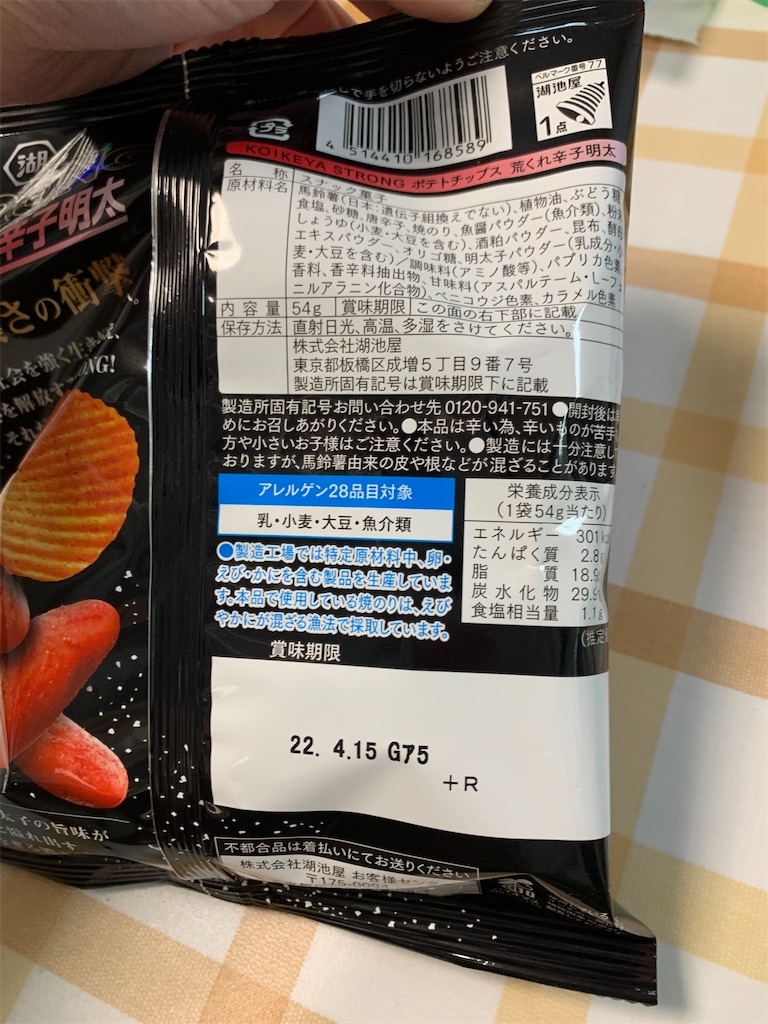 で手を切らないようご注意ください。
4 514410 168589
ベルマーク番号77
湖池屋
1点
KOIKEYA STRONG ポテトチップス 荒くれ辛子明太
名称 スナック菓子
原材料名 馬鈴薯(日本:遺伝子組換えでない)、植物油、ぶどう糖、
食塩、砂糖、唐辛子、焼のり、魚醤パウダー(魚介類)、粉末
しょうゆ(小麦・大豆を含む)、酒粕パウダー、昆布、酵母
エキスパウダー、オリゴ糖、明太子パウダー(乳成分・小
麦・大豆を含む)/調味料(アミノ酸等)、パプリカ色素、
香料、香辛料抽出物、甘味料(アスパルテーム・L-フェ
ニルアラニン化合物)、ベニコウジ色素、カラメル色素
内容量 54g 賞味期限 この面の右下部に記載
保存方法 直射日光、高温、多湿をさけてください。
株式会社湖池屋
東京都板橋区成増5丁目9番7号
製造所固有記号は賞味期限下に記載
製造所固有記号お問い合わせ先 0120-941-751 ●開封後は
めにお召しあがりください。●本品は辛い為、辛いものが苦手
方や小さいお子様はご注意ください。●製造には十分注意し
おりますが、馬鈴薯由来の皮や根などが混ざることがあります
アレルゲン28品目対象
乳・小麦・大豆・魚介類
●製造工場では特定原材料中、卵・
えび・かにを含む製品を生産していま
す。本品で使用している焼のりは、えび
やかにが混ざる漁法で採取しています。
栄養成分表示
(1袋54g当たり)
エネルギー 301
たんぱく質 2.8g
脂質 18.9g
炭水化物 29.9g
食塩相当量 1.1g
賞味期限
22. 4.15 G75
+R
不都合品は着払いにてお送りください
株式会社湖池屋 お客様セン
〒175-0094
湖
辛子明太
さの衝撃
子の旨味が